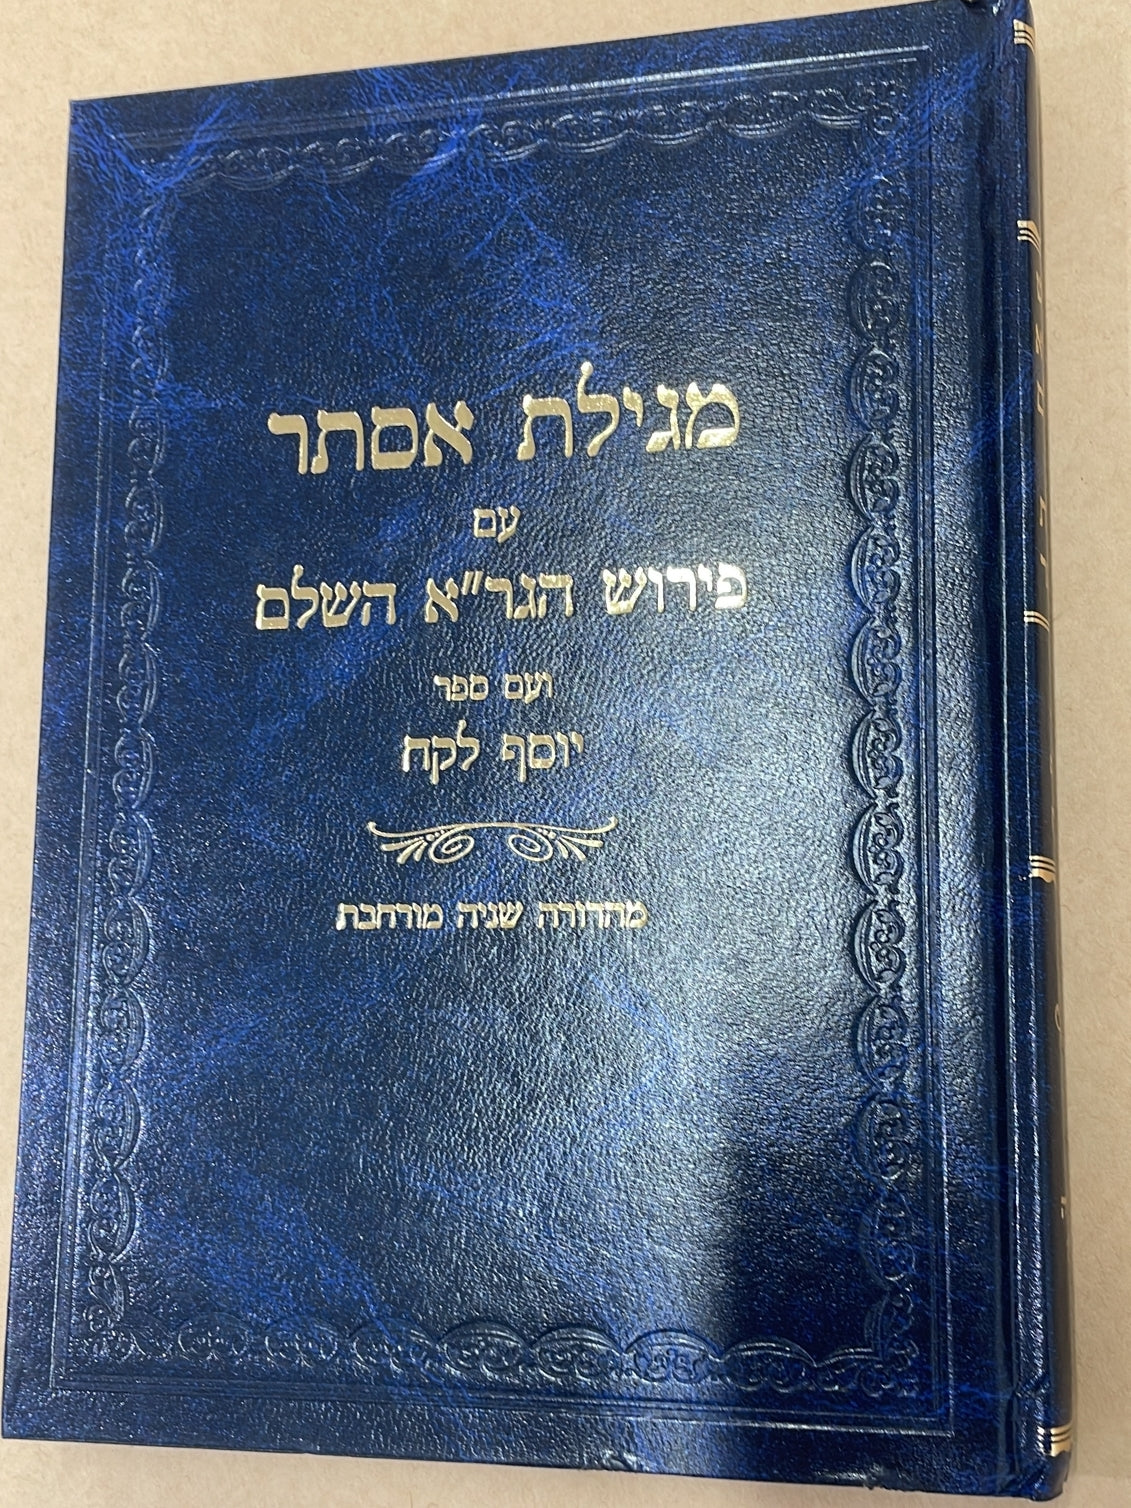 מגילת אסתר
עם
פירוש הגר"א השלם
ועם ספר
יוסף לקח
מהדורה שניה מורחבת